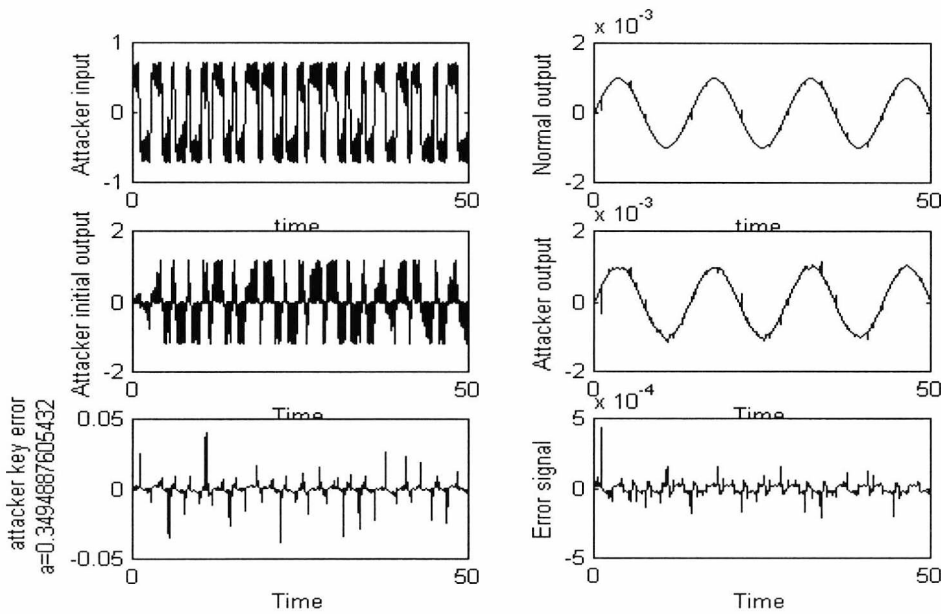 1
0
-1
Attacker input
0
50
time
x 10-3
2
0
-2
Normal output
0
50
time
2
0
-2
Attacker initial output
0
50
Time
x 10-3
2
0
-2
Attacker output
0
50
Time
0.05
0
-0.05
attacker key error
a=0.3494887605432
0
50
Time
x 10-4
5
0
-5
Error signal
0
50
Time